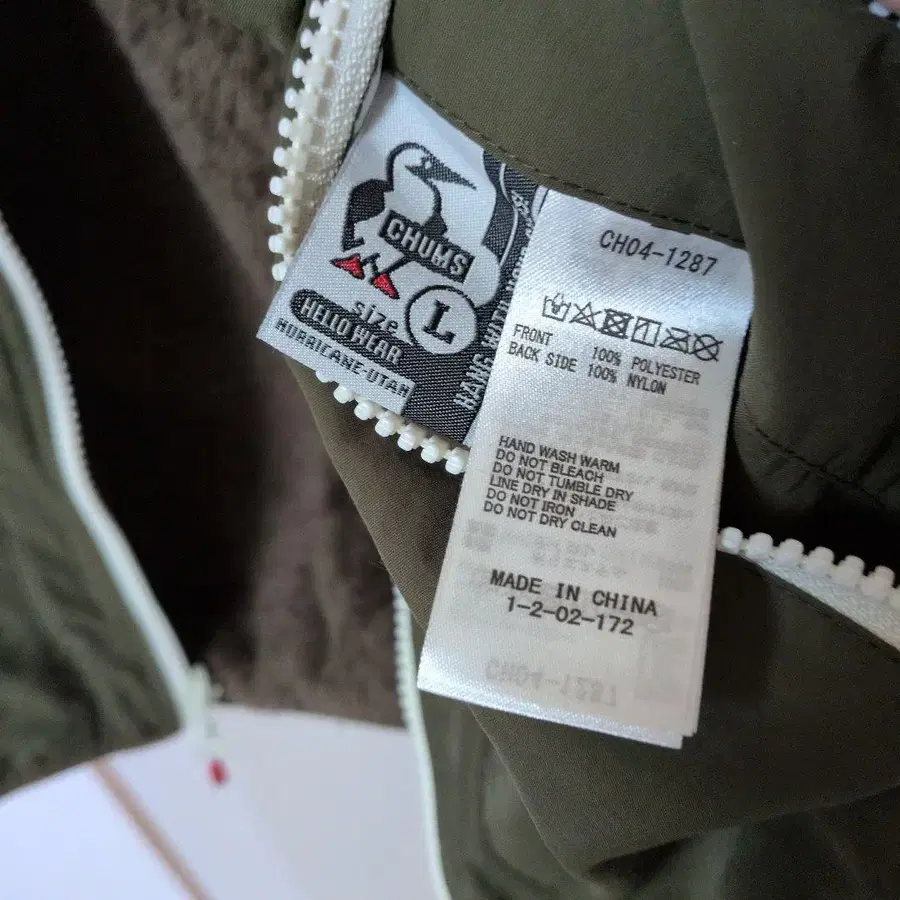 CHUMS
size L
HELLO WEAR
HURRICANE-UTAH
CH04-1287
FRONT 100% POLYESTER
BACK SIDE 100% NYLON
HAND WASH WARM
DO NOT BLEACH
DO NOT TUMBLE DRY
LINE DRY IN SHADE
DO NOT IRON
DO NOT DRY CLEAN
MADE IN CHINA
1-2-02-172